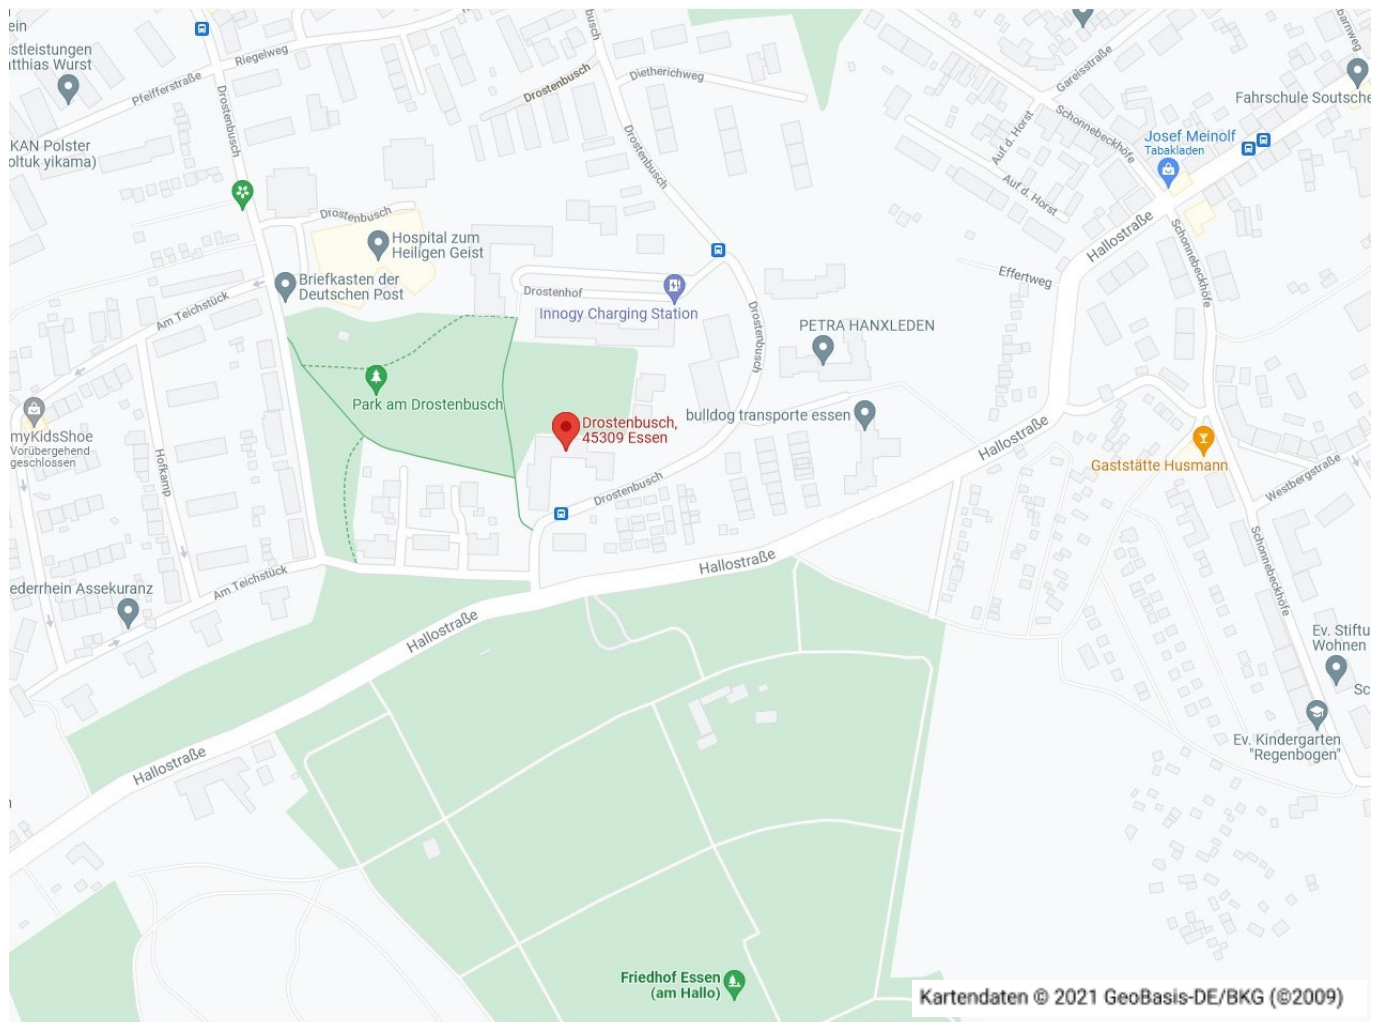 ein
stleistungen
atthias Wurst
Riegelweg
Pfeifferstraße
Drostenbusch
busch
Drostenbusch
Dietherichweg
Gareisstraße
barnweg
Fahrschule Soutsche
KAN Polster
oltuk yikama)
Drostenbusch
Auf d. Horst
Schonnebeckhöfe
Josef Meinolf
Tabakladen
Auf d. Horst
Drostenbusch
Hospital zum
Heiligen Geist
Hallostraße
Schonnebeckhöfe
Briefkasten der
Deutschen Post
Drostenhof
Effertweg
Am Teichstück
Innogy Charging Station
Drostenbusch
PETRA HANXLEDEN
Park am Drostenbusch
bulldog transporte essen
Drostenbusch,
45309 Essen
myKidsShoe
Vorübergehend
geschlossen
Hofkamp
Hallostraße
Gaststätte Husmann
Westbergstraße
Drostenbusch
Hallostraße
Schonnebeckhöfe
Am Teichstück
ederrhein Assekuranz
Hallostraße
Ev. Stiftu
Wohnen
Sc
Ev. Kindergarten
"Regenbogen"
Hallostraße
Friedhof Essen
(am Hallo)
Kartendaten © 2021 GeoBasis-DE/BKG (©2009)